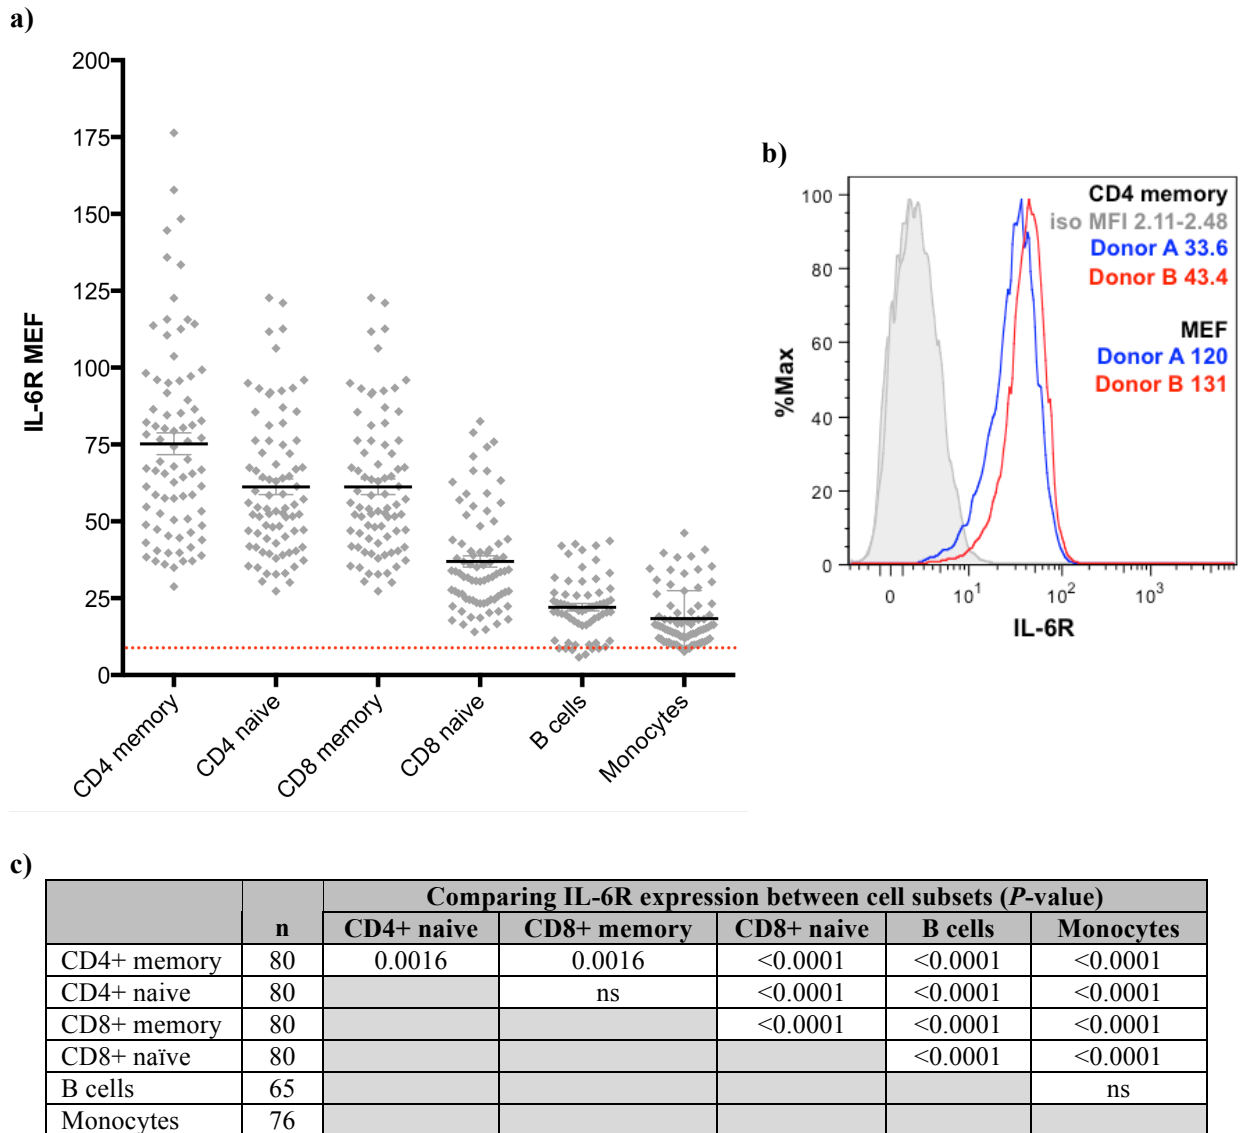 a)
200
175
150
125
100
75
50
25
0
IL-6R MEF
CD4 memory
CD4 naive
CD8 memory
CD8 naive
B cells
Monocytes
b)
100
80
60
40
20
0
%Max
CD4 memory
iso MFI 2.11-2.48
Donor A 33.6
Donor B 43.4
MEF
Donor A 120
Donor B 131
0 10¹ 10² 10³
IL-6R
c)
Comparing IL-6R expression between cell subsets (P-value)
n CD4+ naive CD8+ memory CD8+ naive B cells Monocytes
CD4+ memory 80 0.0016 0.0016 <0.0001 <0.0001 <0.0001
CD4+ naive 80 ns <0.0001 <0.0001 <0.0001
CD8+ memory 80 <0.0001 <0.0001 <0.0001
CD8+ naïve 80 <0.0001 <0.0001
B cells 65 ns
Monocytes 76